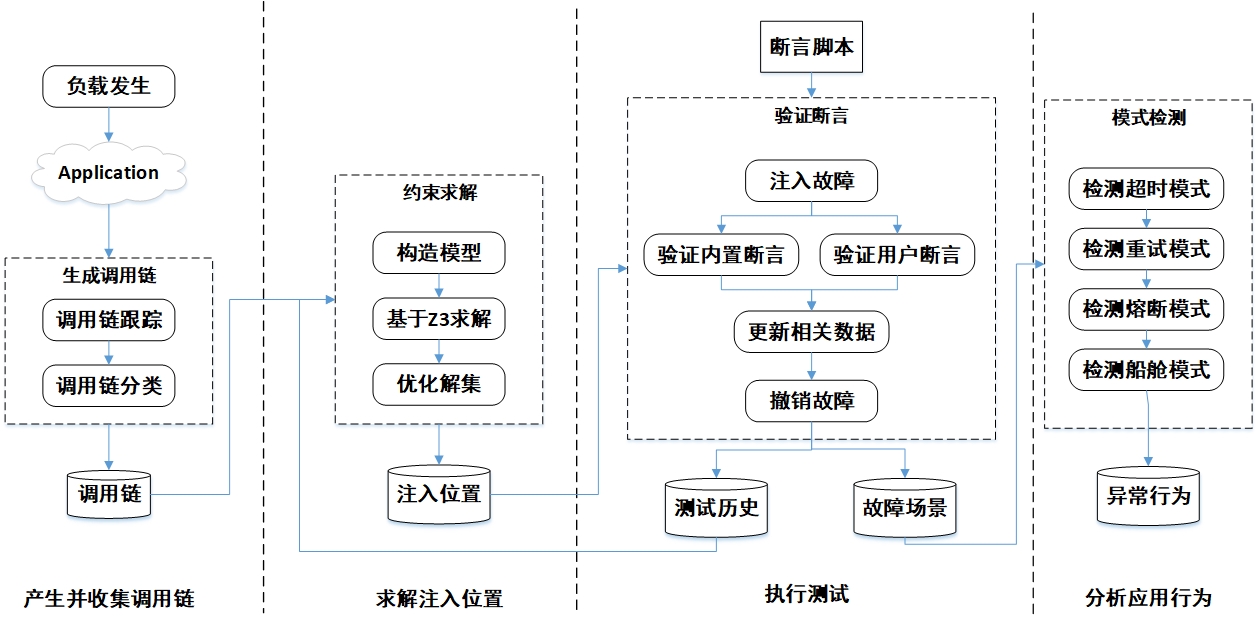 负载发生
Application
生成调用链
调用链跟踪
调用链分类
调用链
产生并收集调用链
约束求解
构造模型
基于Z3求解
优化解集
注入位置
求解注入位置
断言脚本
验证断言
注入故障
验证内置断言
验证用户断言
更新相关数据
撤销故障
测试历史
故障场景
执行测试
模式检测
检测超时模式
检测重试模式
检测熔断模式
检测船舱模式
异常行为
分析应用行为